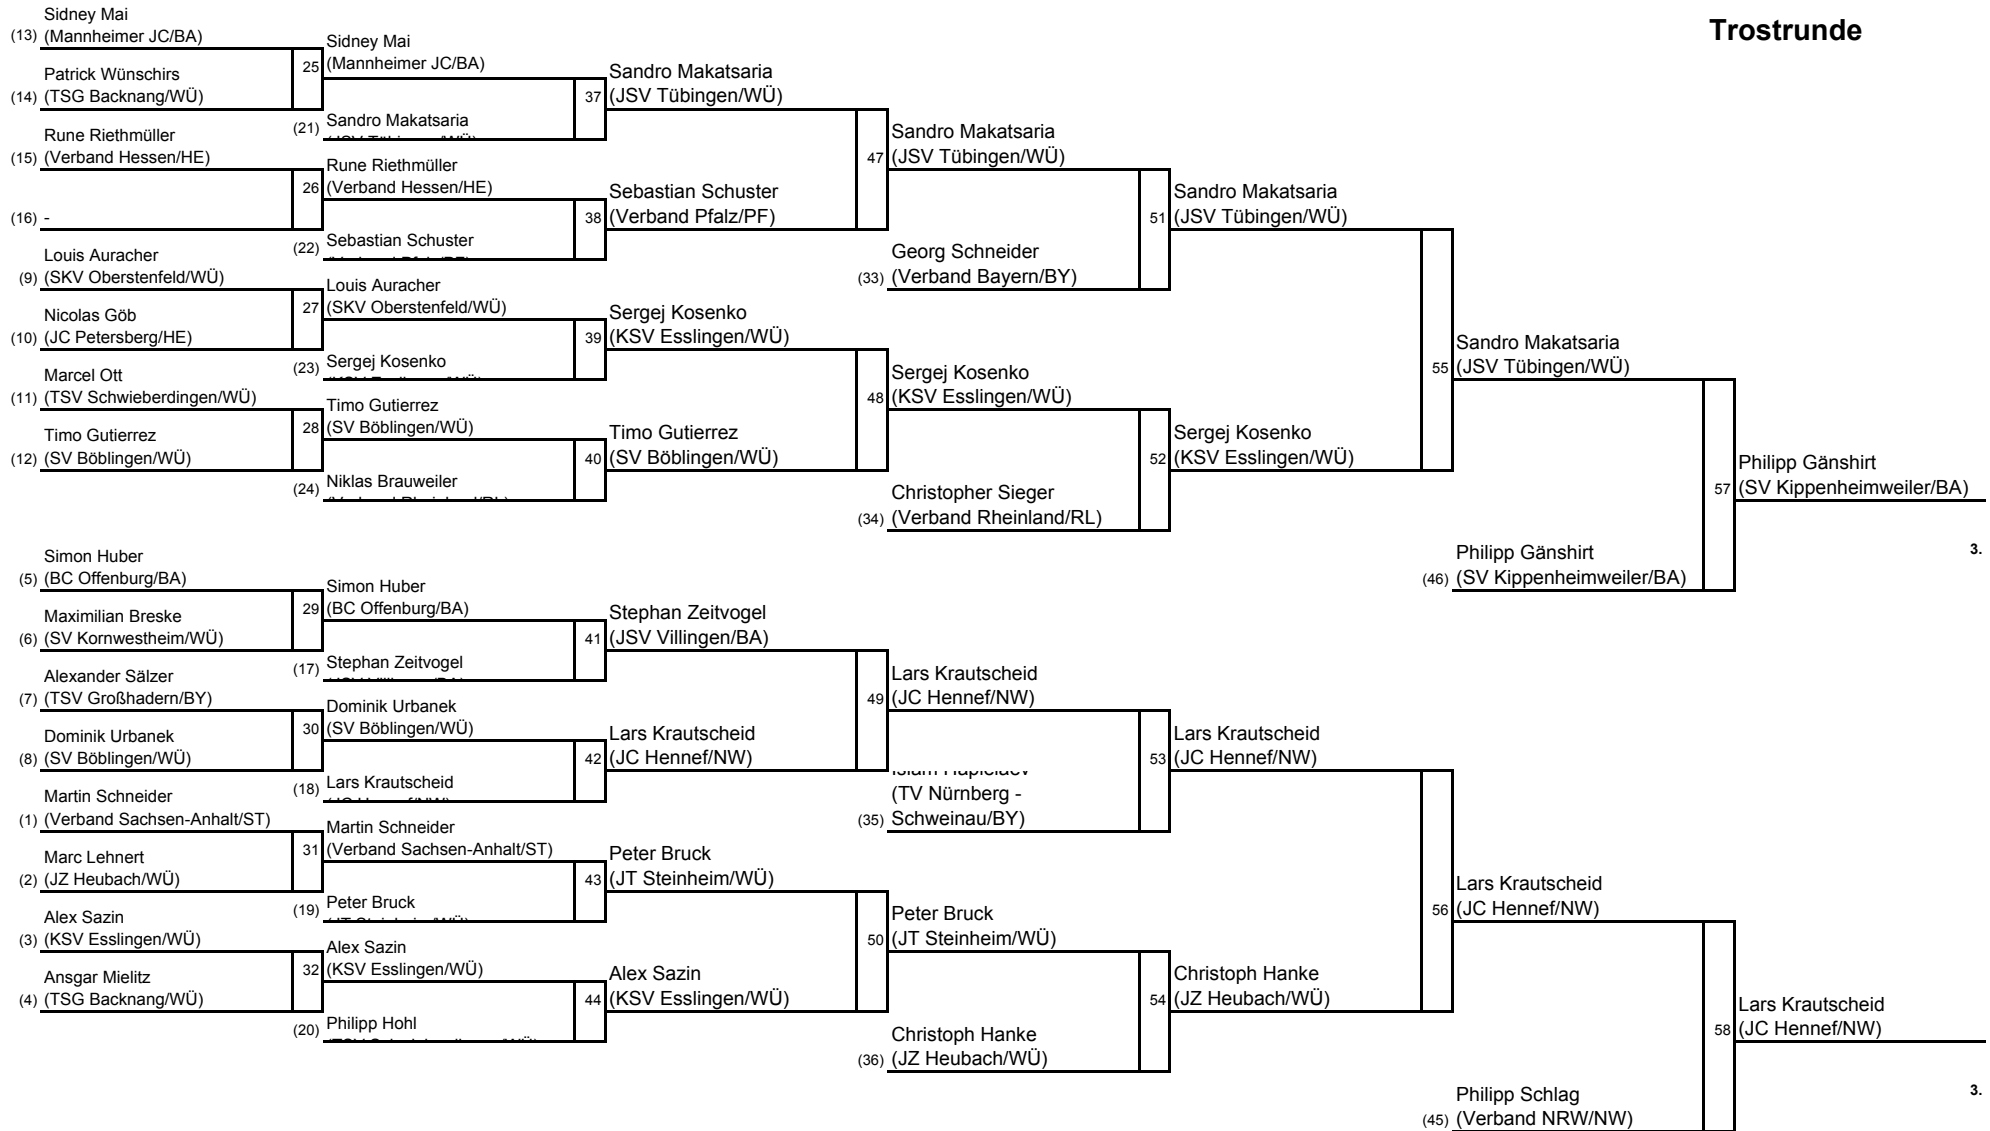 Trostrunde
Sidney Mai
(13) (Mannheimer JC/BA)
25
Patrick Wünschirs
(14) (TSG Backnang/WÜ)
Rune Riethmüller
(15) (Verband Hessen/HE)
26
(16) -
Louis Auracher
(9) (SKV Oberstenfeld/WÜ)
27
Nicolas Göb
(10) (JC Petersberg/HE)
Marcel Ott
(11) (TSV Schwieberdingen/WÜ)
28
Timo Gutierrez
(12) (SV Böblingen/WÜ)
Simon Huber
(5) (BC Offenburg/BA)
29
Maximilian Breske
(6) (SV Kornwestheim/WÜ)
Alexander Sälzer
(7) (TSV Großhadern/BY)
30
Dominik Urbanek
(8) (SV Böblingen/WÜ)
Martin Schneider
(1) (Verband Sachsen-Anhalt/ST)
31
Marc Lehnert
(2) (JZ Heubach/WÜ)
Alex Sazin
(3) (KSV Esslingen/WÜ)
32
Ansgar Mielitz
(4) (TSG Backnang/WÜ)
Sidney Mai
(Mannheimer JC/BA)
37
(21) Sandro Makatsaria
Rune Riethmüller
(Verband Hessen/HE)
38
(22) Sebastian Schuster
Louis Auracher
(SKV Oberstenfeld/WÜ)
39
(23) Sergej Kosenko
Timo Gutierrez
(SV Böblingen/WÜ)
40
(24) Niklas Brauweiler
Simon Huber
(BC Offenburg/BA)
41
(17) Stephan Zeitvogel
Dominik Urbanek
(SV Böblingen/WÜ)
42
(18) Lars Krautscheid
Martin Schneider
(Verband Sachsen-Anhalt/ST)
43
(19) Peter Bruck
Alex Sazin
(KSV Esslingen/WÜ)
44
(20) Philipp Hohl
Sandro Makatsaria
(JSV Tübingen/WÜ)
47
Sebastian Schuster
(Verband Pfalz/PF)
Sergej Kosenko
(KSV Esslingen/WÜ)
48
Timo Gutierrez
(SV Böblingen/WÜ)
Stephan Zeitvogel
(JSV Villingen/BA)
49
Lars Krautscheid
(JC Hennef/NW)
Peter Bruck
(JT Steinheim/WÜ)
50
Alex Sazin
(KSV Esslingen/WÜ)
Sandro Makatsaria
(JSV Tübingen/WÜ)
51
Georg Schneider
(33) (Verband Bayern/BY)
Sergej Kosenko
(KSV Esslingen/WÜ)
52
Christopher Sieger
(34) (Verband Rheinland/RL)
Lars Krautscheid
(JC Hennef/NW)
53
(TV Nürnberg -
(35) Schweinau/BY)
Peter Bruck
(JT Steinheim/WÜ)
54
Christoph Hanke
(36) (JZ Heubach/WÜ)
Sandro Makatsaria
(JSV Tübingen/WÜ)
55
Sergej Kosenko
(KSV Esslingen/WÜ)
Lars Krautscheid
(JC Hennef/NW)
56
Christoph Hanke
(JZ Heubach/WÜ)
Sandro Makatsaria
(JSV Tübingen/WÜ)
57
Philipp Gänshirt
(46) (SV Kippenheimweiler/BA)
Lars Krautscheid
(JC Hennef/NW)
58
Philipp Schlag
(45) (Verband NRW/NW)
Philipp Gänshirt
(SV Kippenheimweiler/BA)
3.
Lars Krautscheid
(JC Hennef/NW)
3.